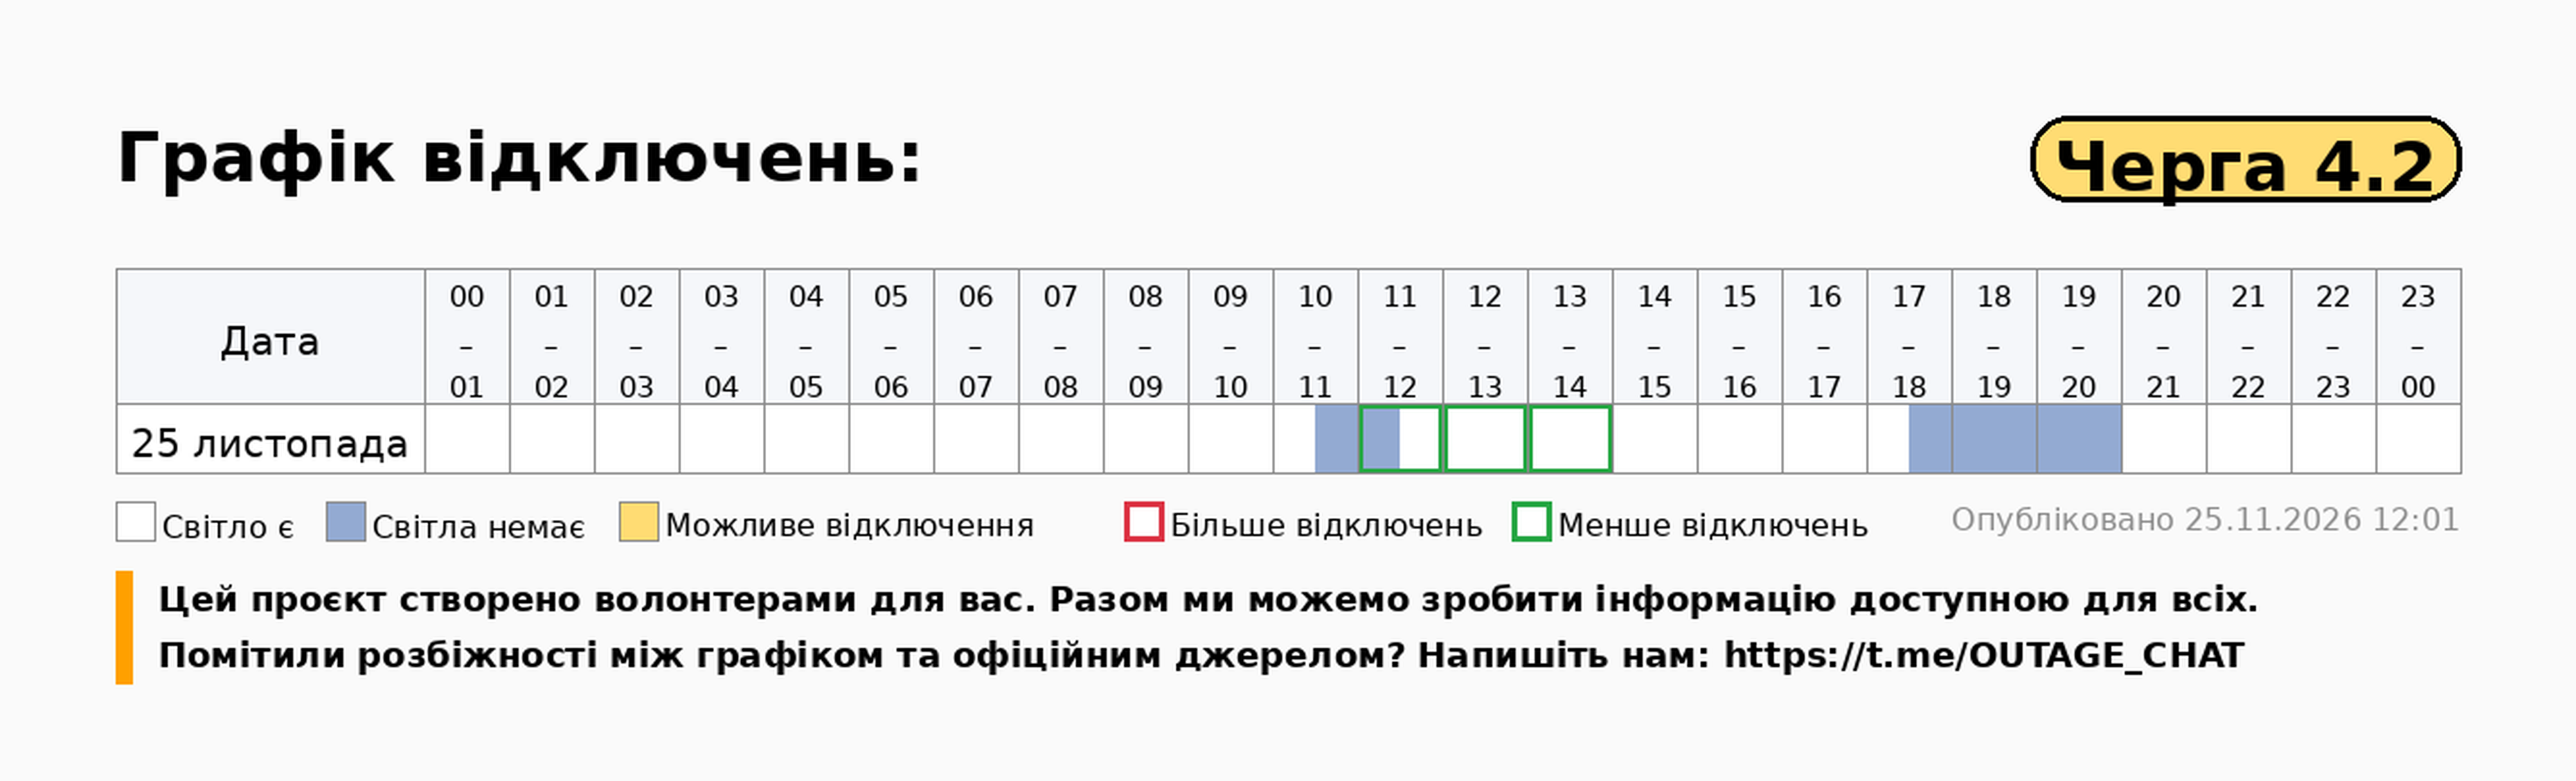 Графік відключень:
Черга 4.2
Дата 00 – 01 01 – 02 02 – 03 03 – 04 04 – 05 05 – 06 06 – 07 07 – 08 08 – 09 09 – 10 10 – 11 11 – 12 12 – 13 13 – 14 14 – 15 15 – 16 16 – 17 17 – 18 18 – 19 19 – 20 20 – 21 21 – 22 22 – 23 23 – 00
25 листопада
Світло є Світла немає Можливе відключення Більше відключень Менше відключень Опубліковано 25.11.2026 12:01
Цей проєкт створено волонтерами для вас. Разом ми можемо зробити інформацію доступною для всіх.
Помітили розбіжності між графіком та офіційним джерелом? Напишіть нам: https://t.me/OUTAGE_CHAT